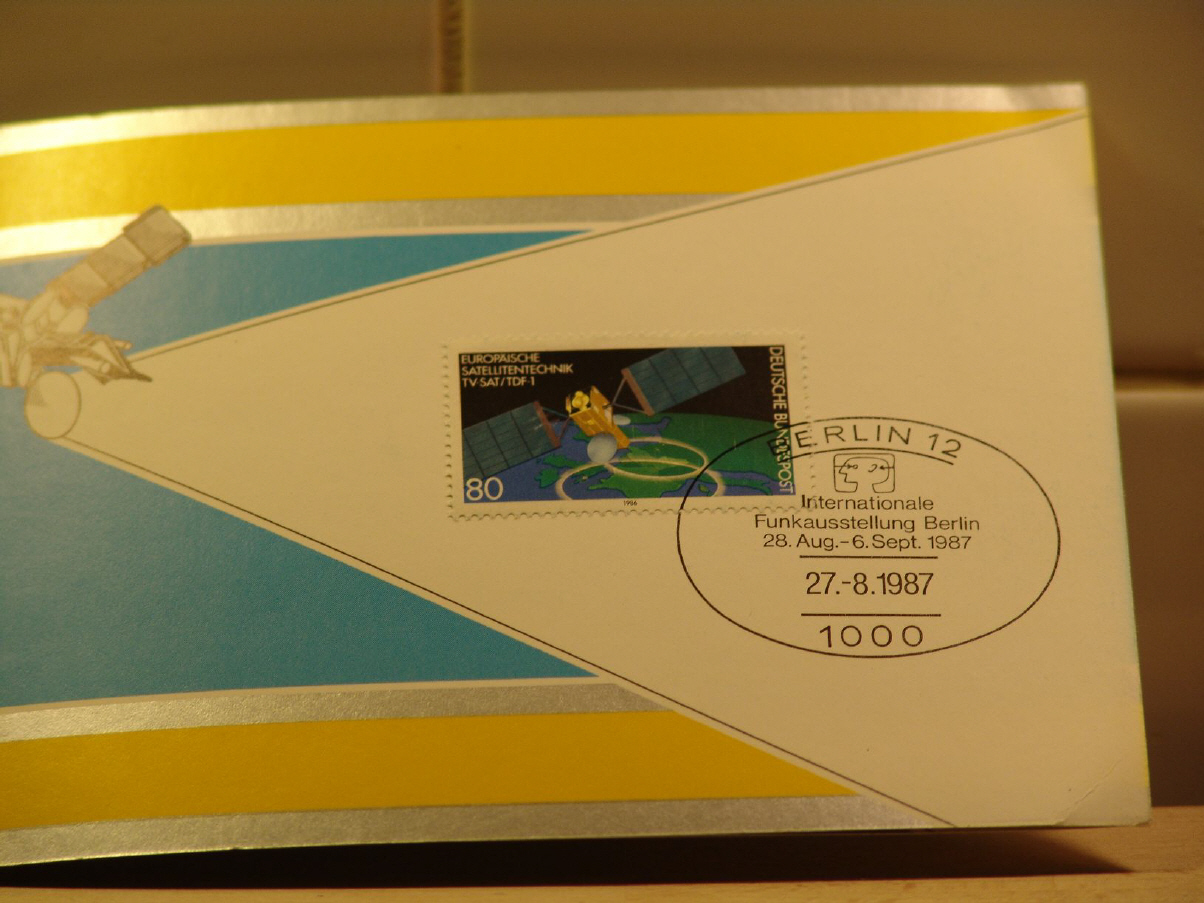 EUROPÄISCHE
SATELLITENTECHNIK
TV-SAT/TDF-1
DEUTSCHE BUNDESPOST
80
1986
BERLIN 12
Internationale
Funkausstellung Berlin
28. Aug.-6. Sept. 1987
27.-8.1987
1000